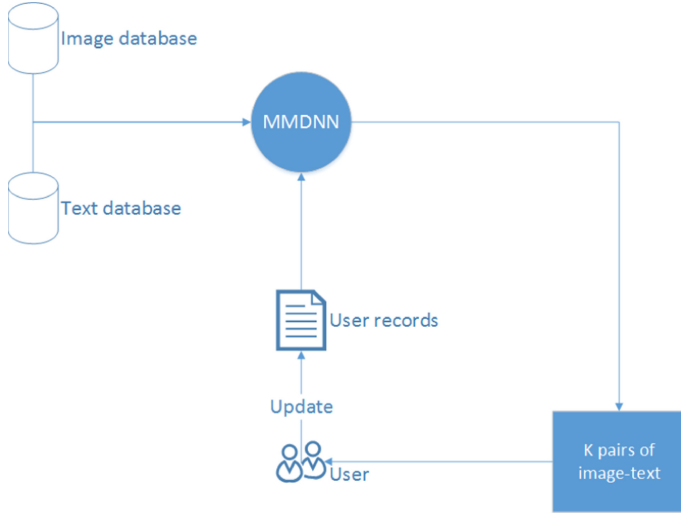 Image database
MMDNN
Text database
User records
Update
User
K pairs of
image-text